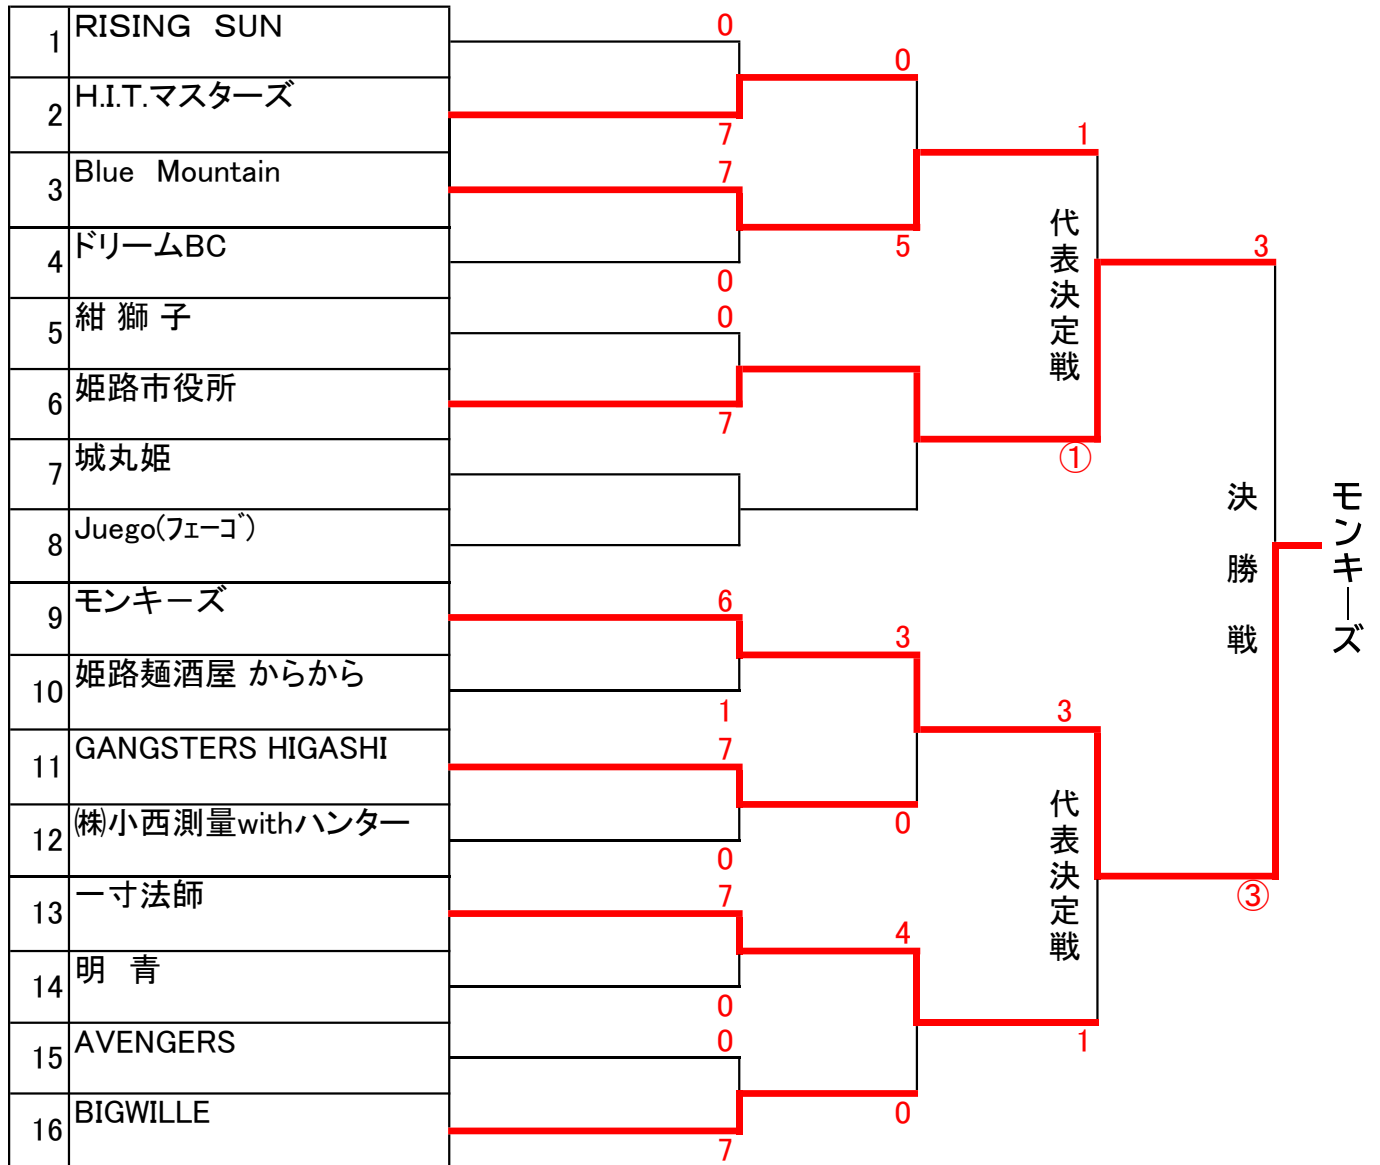 1 RISING SUN
2 H.I.T.マスターズ
3 Blue Mountain
4 ドリームBC
5 紺 獅 子
6 姫路市役所
7 城丸姫
8 Juego(フェーゴ)
9 モンキーズ
10 姫路麺酒屋 からから
11 GANGSTERS HIGASHI
12 ㈱小西測量withハンター
13 一寸法師
14 明 青
15 AVENGERS
16 BIGWILLE
0
7
7
0
0
7
6
1
7
0
7
0
0
7
0
5
3
0
4
0
1
①
3
1
代表決定戦
代表決定戦
3
③
決勝戦
モンキーズ